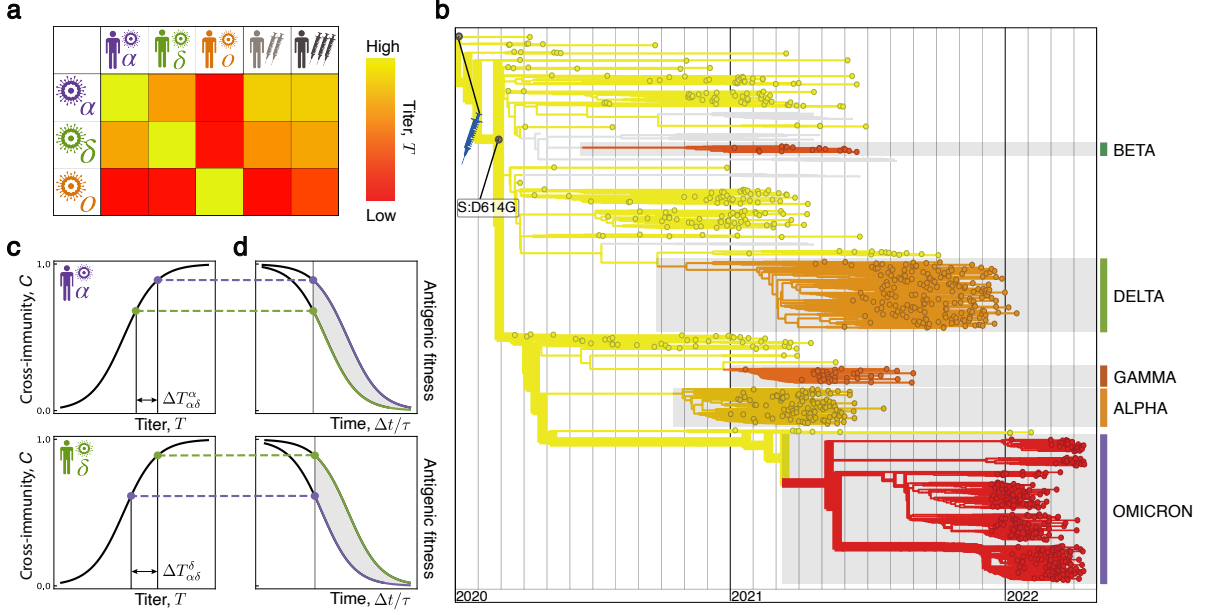 a
α
δ
o
α
δ
o
High
Titer, T
Low
b
S:D614G
BETA
DELTA
GAMMA
ALPHA
OMICRON
2020
2021
2022
c
1.0
α
Cross-immunity, C
0.0
ΔT^α_αδ
Titer, T
d
Antigenic fitness
Time, Δt/τ
1.0
δ
Cross-immunity, C
0.0
ΔT^δ_αδ
Titer, T
Antigenic fitness
Time, Δt/τ